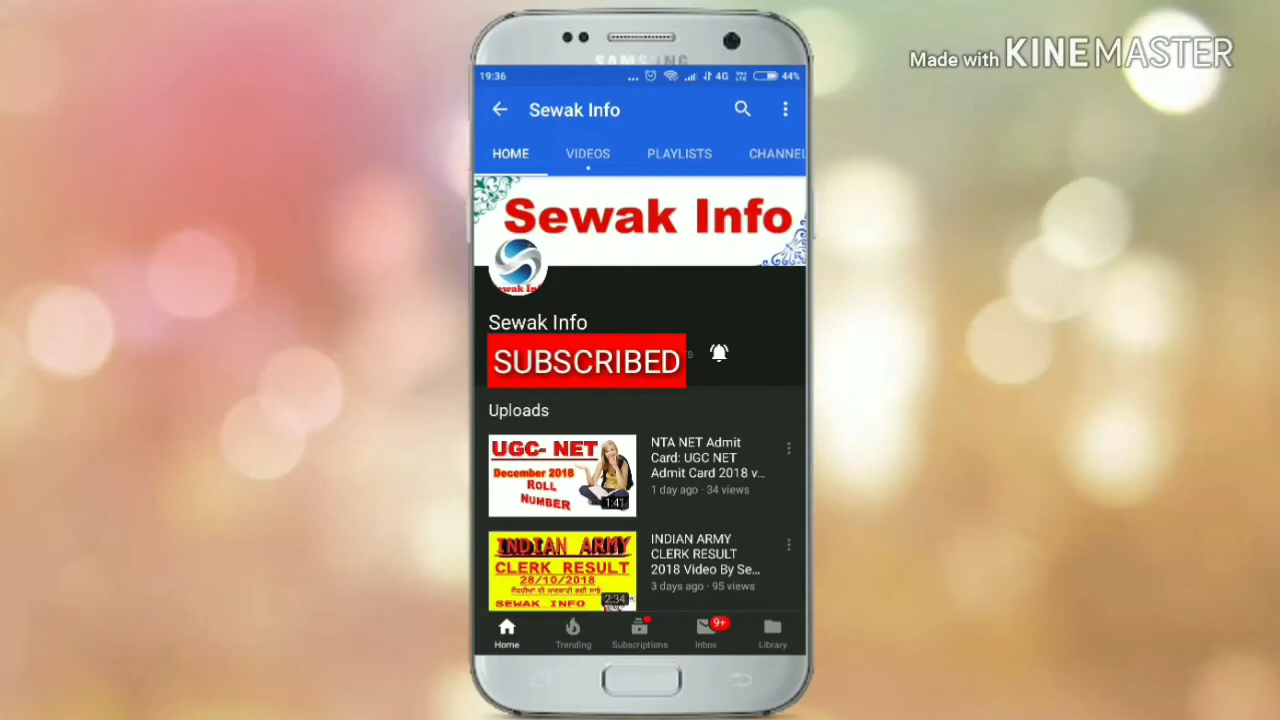 Made with KINEMASTER
SAMSUNG
19:36
4G
44%
Sewak Info
HOME VIDEOS PLAYLISTS CHANNEL
Sewak Info
Sewak Info
SUBSCRIBED
Uploads
UGC- NET
December 2018
ROLL
NUMBER
1:41
NTA NET Admit
Card: UGC NET
Admit Card 2018 v...
1 day ago · 34 views
INDIAN ARMY
CLERK RESULT
28/10/2018
SEWAK INFO
2:34
INDIAN ARMY
CLERK RESULT
2018 Video By Se...
3 days ago · 95 views
Home Trending Subscriptions Inbox 9+ Library